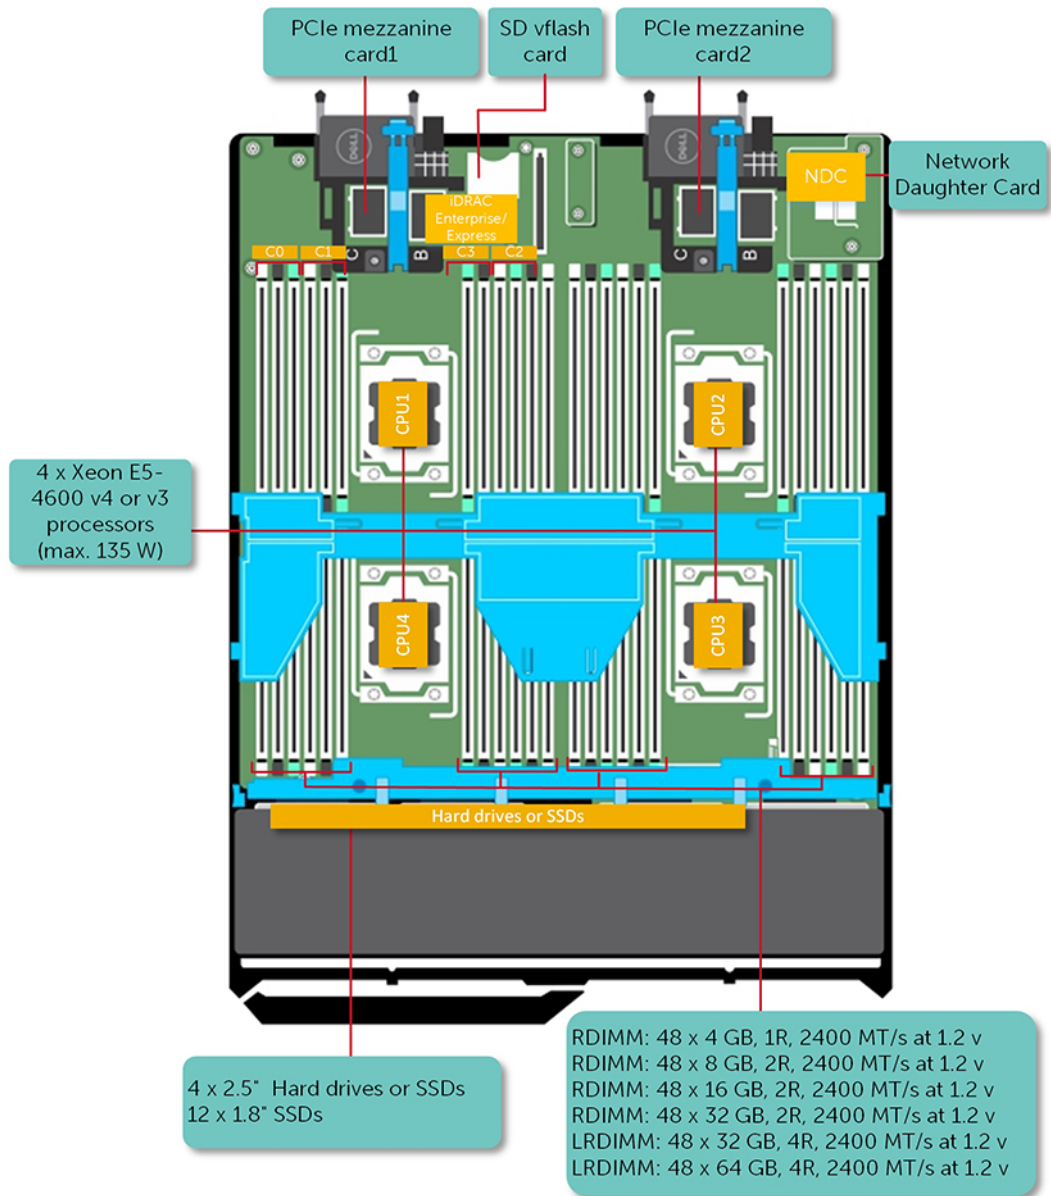 PCIe mezzanine
card1
SD vflash
card
PCIe mezzanine
card2
DELL
DELL
NDC
Network
Daughter Card
iDRAC
Enterprise/
Express
C0
C1
C
B
C3
C2
C
B
CPU1
CPU2
4 x Xeon E5-
4600 v4 or v3
processors
(max. 135 W)
CPU4
CPU3
Hard drives or SSDs
4 x 2.5" Hard drives or SSDs
12 x 1.8" SSDs
RDIMM: 48 x 4 GB, 1R, 2400 MT/s at 1.2 v
RDIMM: 48 x 8 GB, 2R, 2400 MT/s at 1.2 v
RDIMM: 48 x 16 GB, 2R, 2400 MT/s at 1.2 v
RDIMM: 48 x 32 GB, 2R, 2400 MT/s at 1.2 v
LRDIMM: 48 x 32 GB, 4R, 2400 MT/s at 1.2 v
LRDIMM: 48 x 64 GB, 4R, 2400 MT/s at 1.2 v